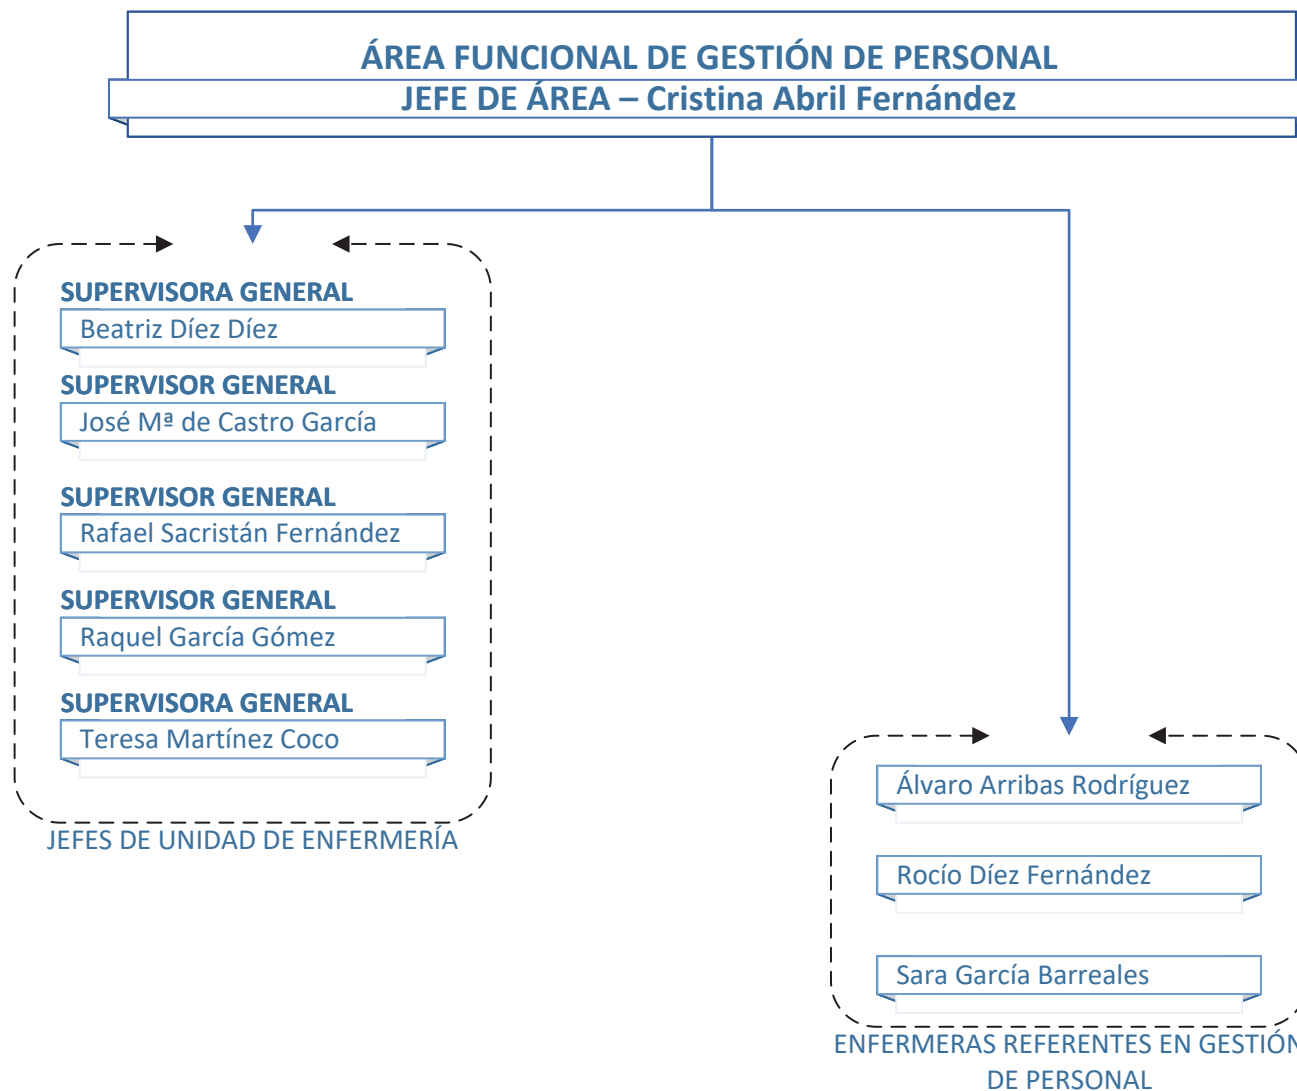 ÁREA FUNCIONAL DE GESTIÓN DE PERSONAL
JEFE DE ÁREA – Cristina Abril Fernández
SUPERVISORA GENERAL
Beatriz Díez Díez
SUPERVISOR GENERAL
José Mª de Castro García
SUPERVISOR GENERAL
Rafael Sacristán Fernández
SUPERVISOR GENERAL
Raquel García Gómez
SUPERVISORA GENERAL
Teresa Martínez Coco
JEFES DE UNIDAD DE ENFERMERÍA
Álvaro Arribas Rodríguez
Rocío Díez Fernández
Sara García Barreales
ENFERMERAS REFERENTES EN GESTIÓN
DE PERSONAL